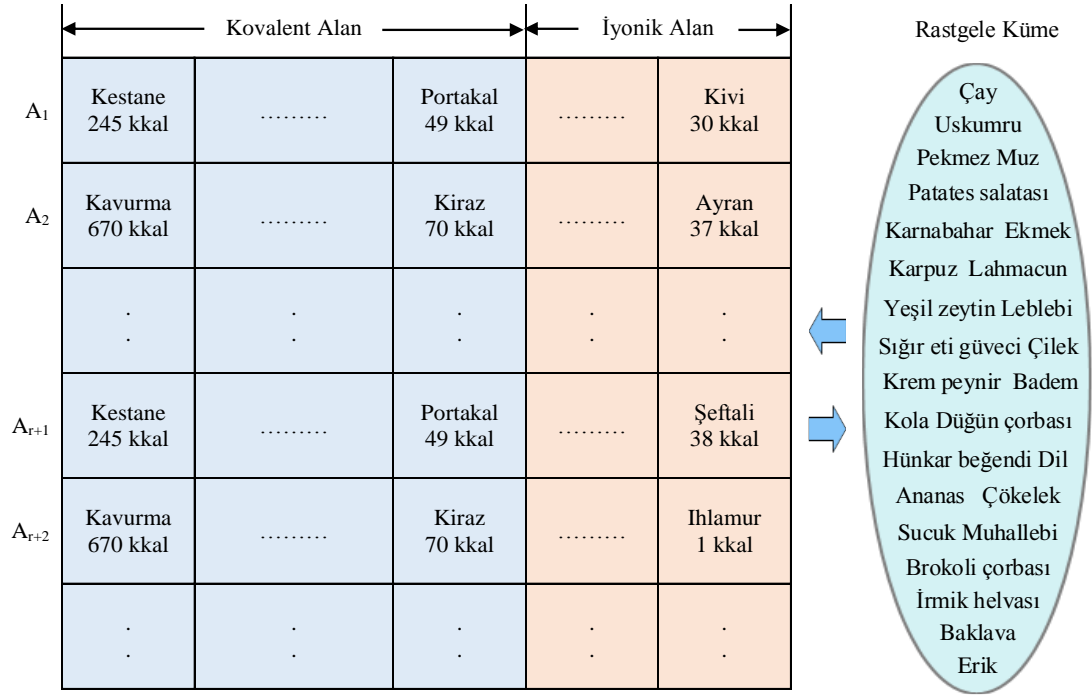 Kovalent Alan İyonik Alan Rastgele Küme
A1 Kestane ……… Portakal ……… Kivi
245 kkal 49 kkal 30 kkal
A2 Kavurma ……… Kiraz ……… Ayran
670 kkal 70 kkal 37 kkal
. . . . .
. . . . .
Ar+1 Kestane ……… Portakal ……… Şeftali
245 kkal 49 kkal 38 kkal
Ar+2 Kavurma ……… Kiraz ……… Ihlamur
670 kkal 70 kkal 1 kkal
. . . . .
. . . . .
Çay
Uskumru
Pekmez Muz
Patates salatası
Karnabahar Ekmek
Karpuz Lahmacun
Yeşil zeytin Leblebi
Sığır eti güveci Çilek
Krem peynir Badem
Kola Düğün çorbası
Hünkar beğendi Dil
Ananas Çökelek
Sucuk Muhallebi
Brokoli çorbası
İrmik helvası
Baklava
Erik